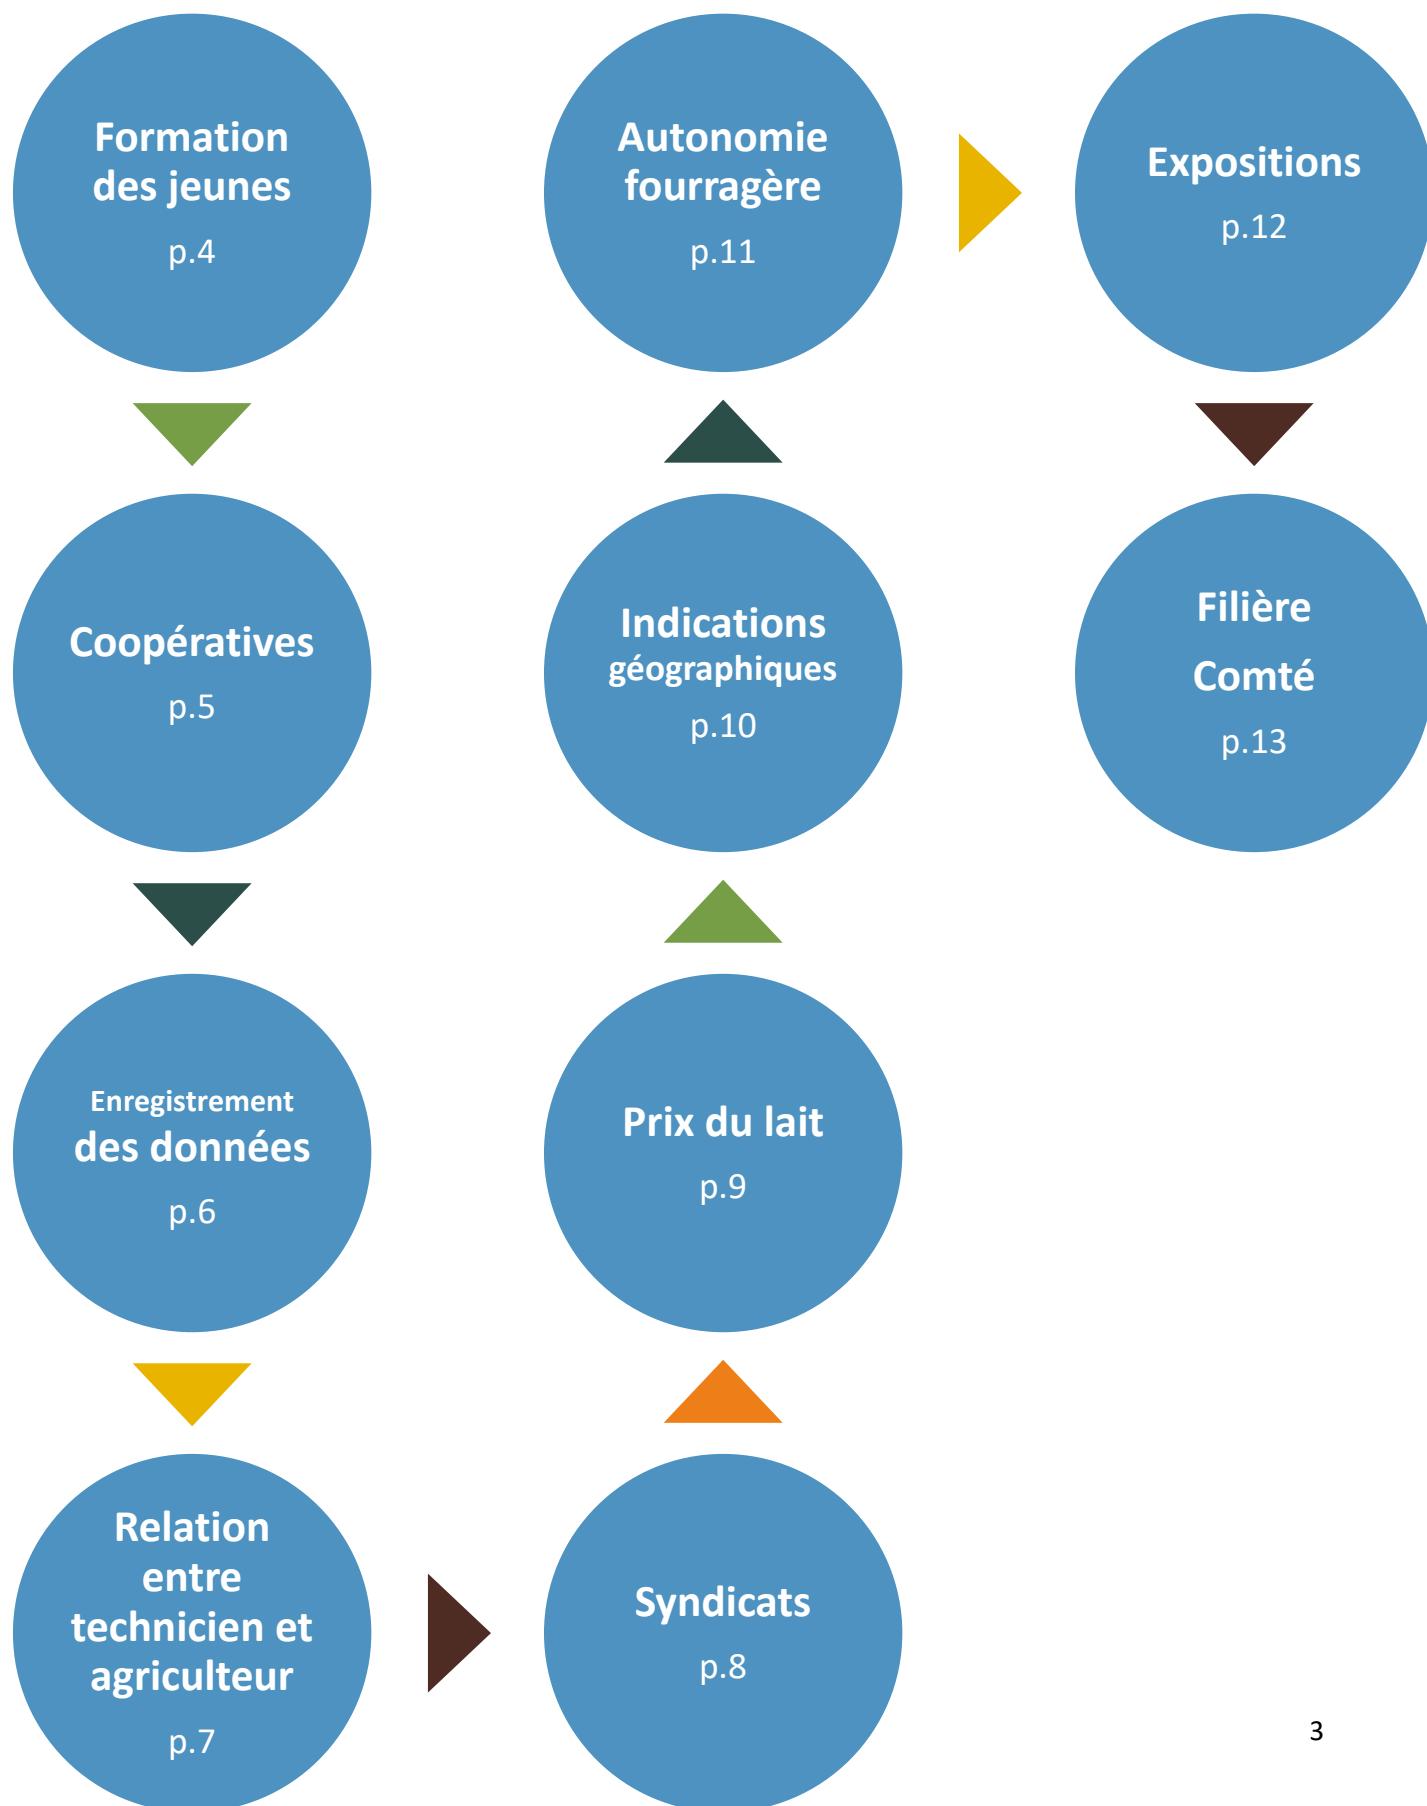 Formation
des jeunes
p.4
Coopératives
p.5
Enregistrement
des données
p.6
Relation
entre
technicien et
agriculteur
p.7
Syndicats
p.8
Prix du lait
p.9
Indications
géographiques
p.10
Autonomie
fourragère
p.11
Expositions
p.12
Filière
Comté
p.13
3